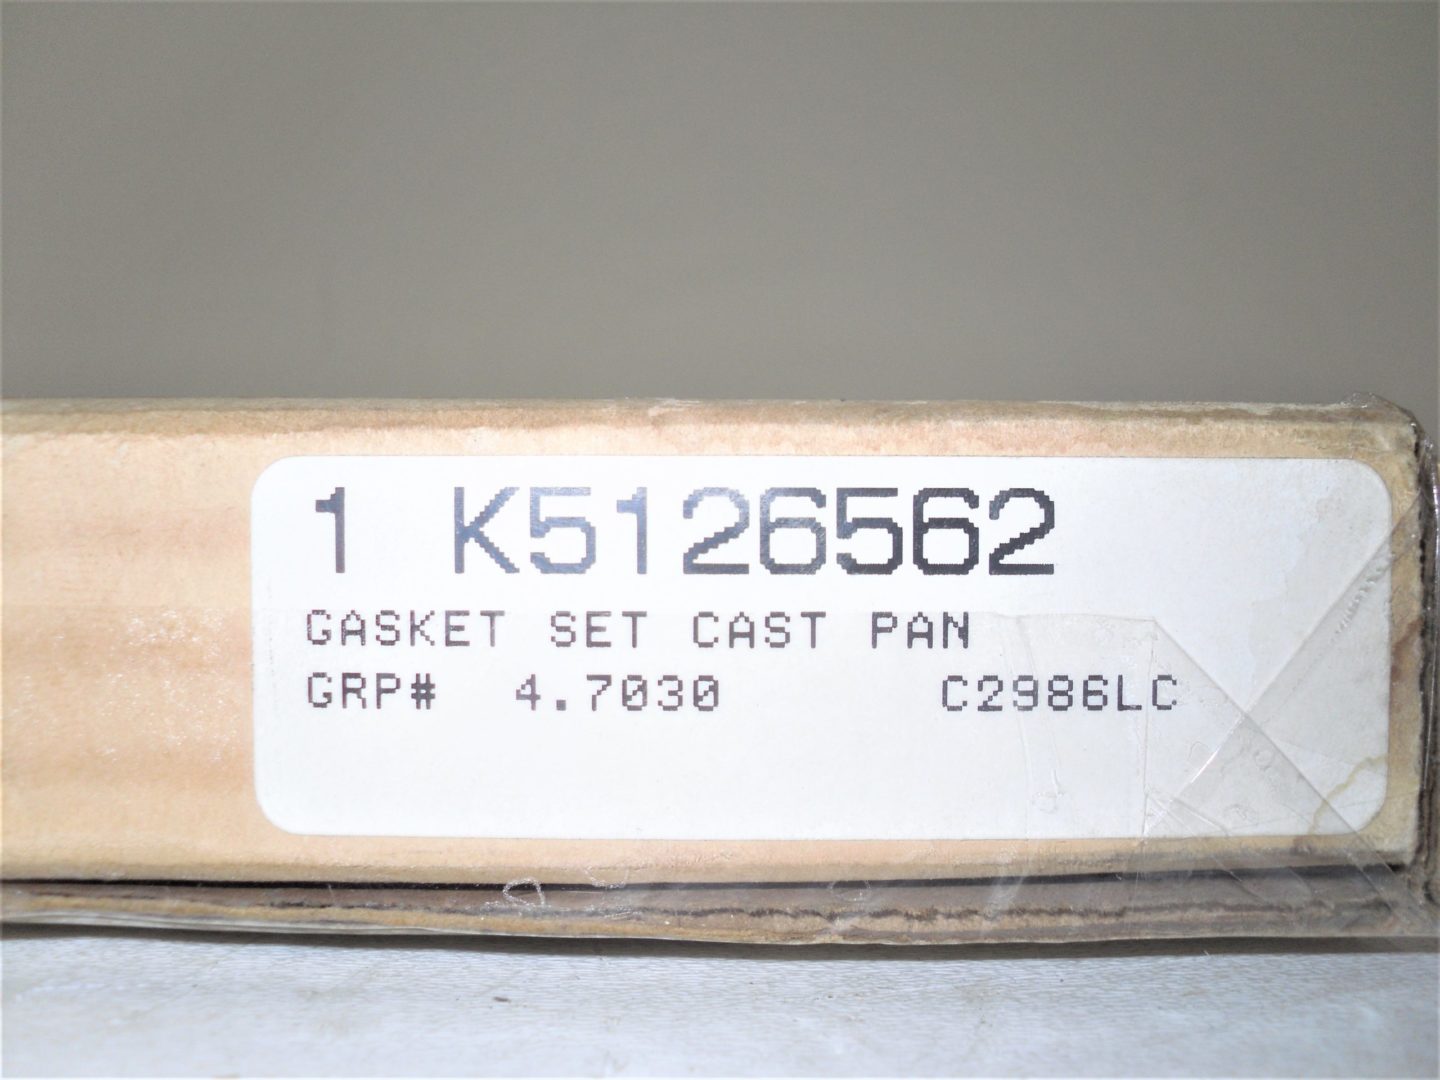 1 K5126562
GASKET SET CAST PAN
GRP# 4.7030 C2986LC